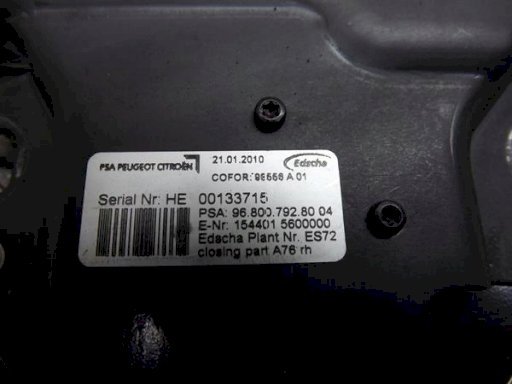 PSA PEUGEOT CITROËN
21.01.2010
Edscha
COFOR: 99556 A 01
Serial Nr: HE 00133715
PSA: 96.800.792.80 04
E-Nr: 154401 5600000
Edscha Plant Nr. ES72
closing part A76 rh